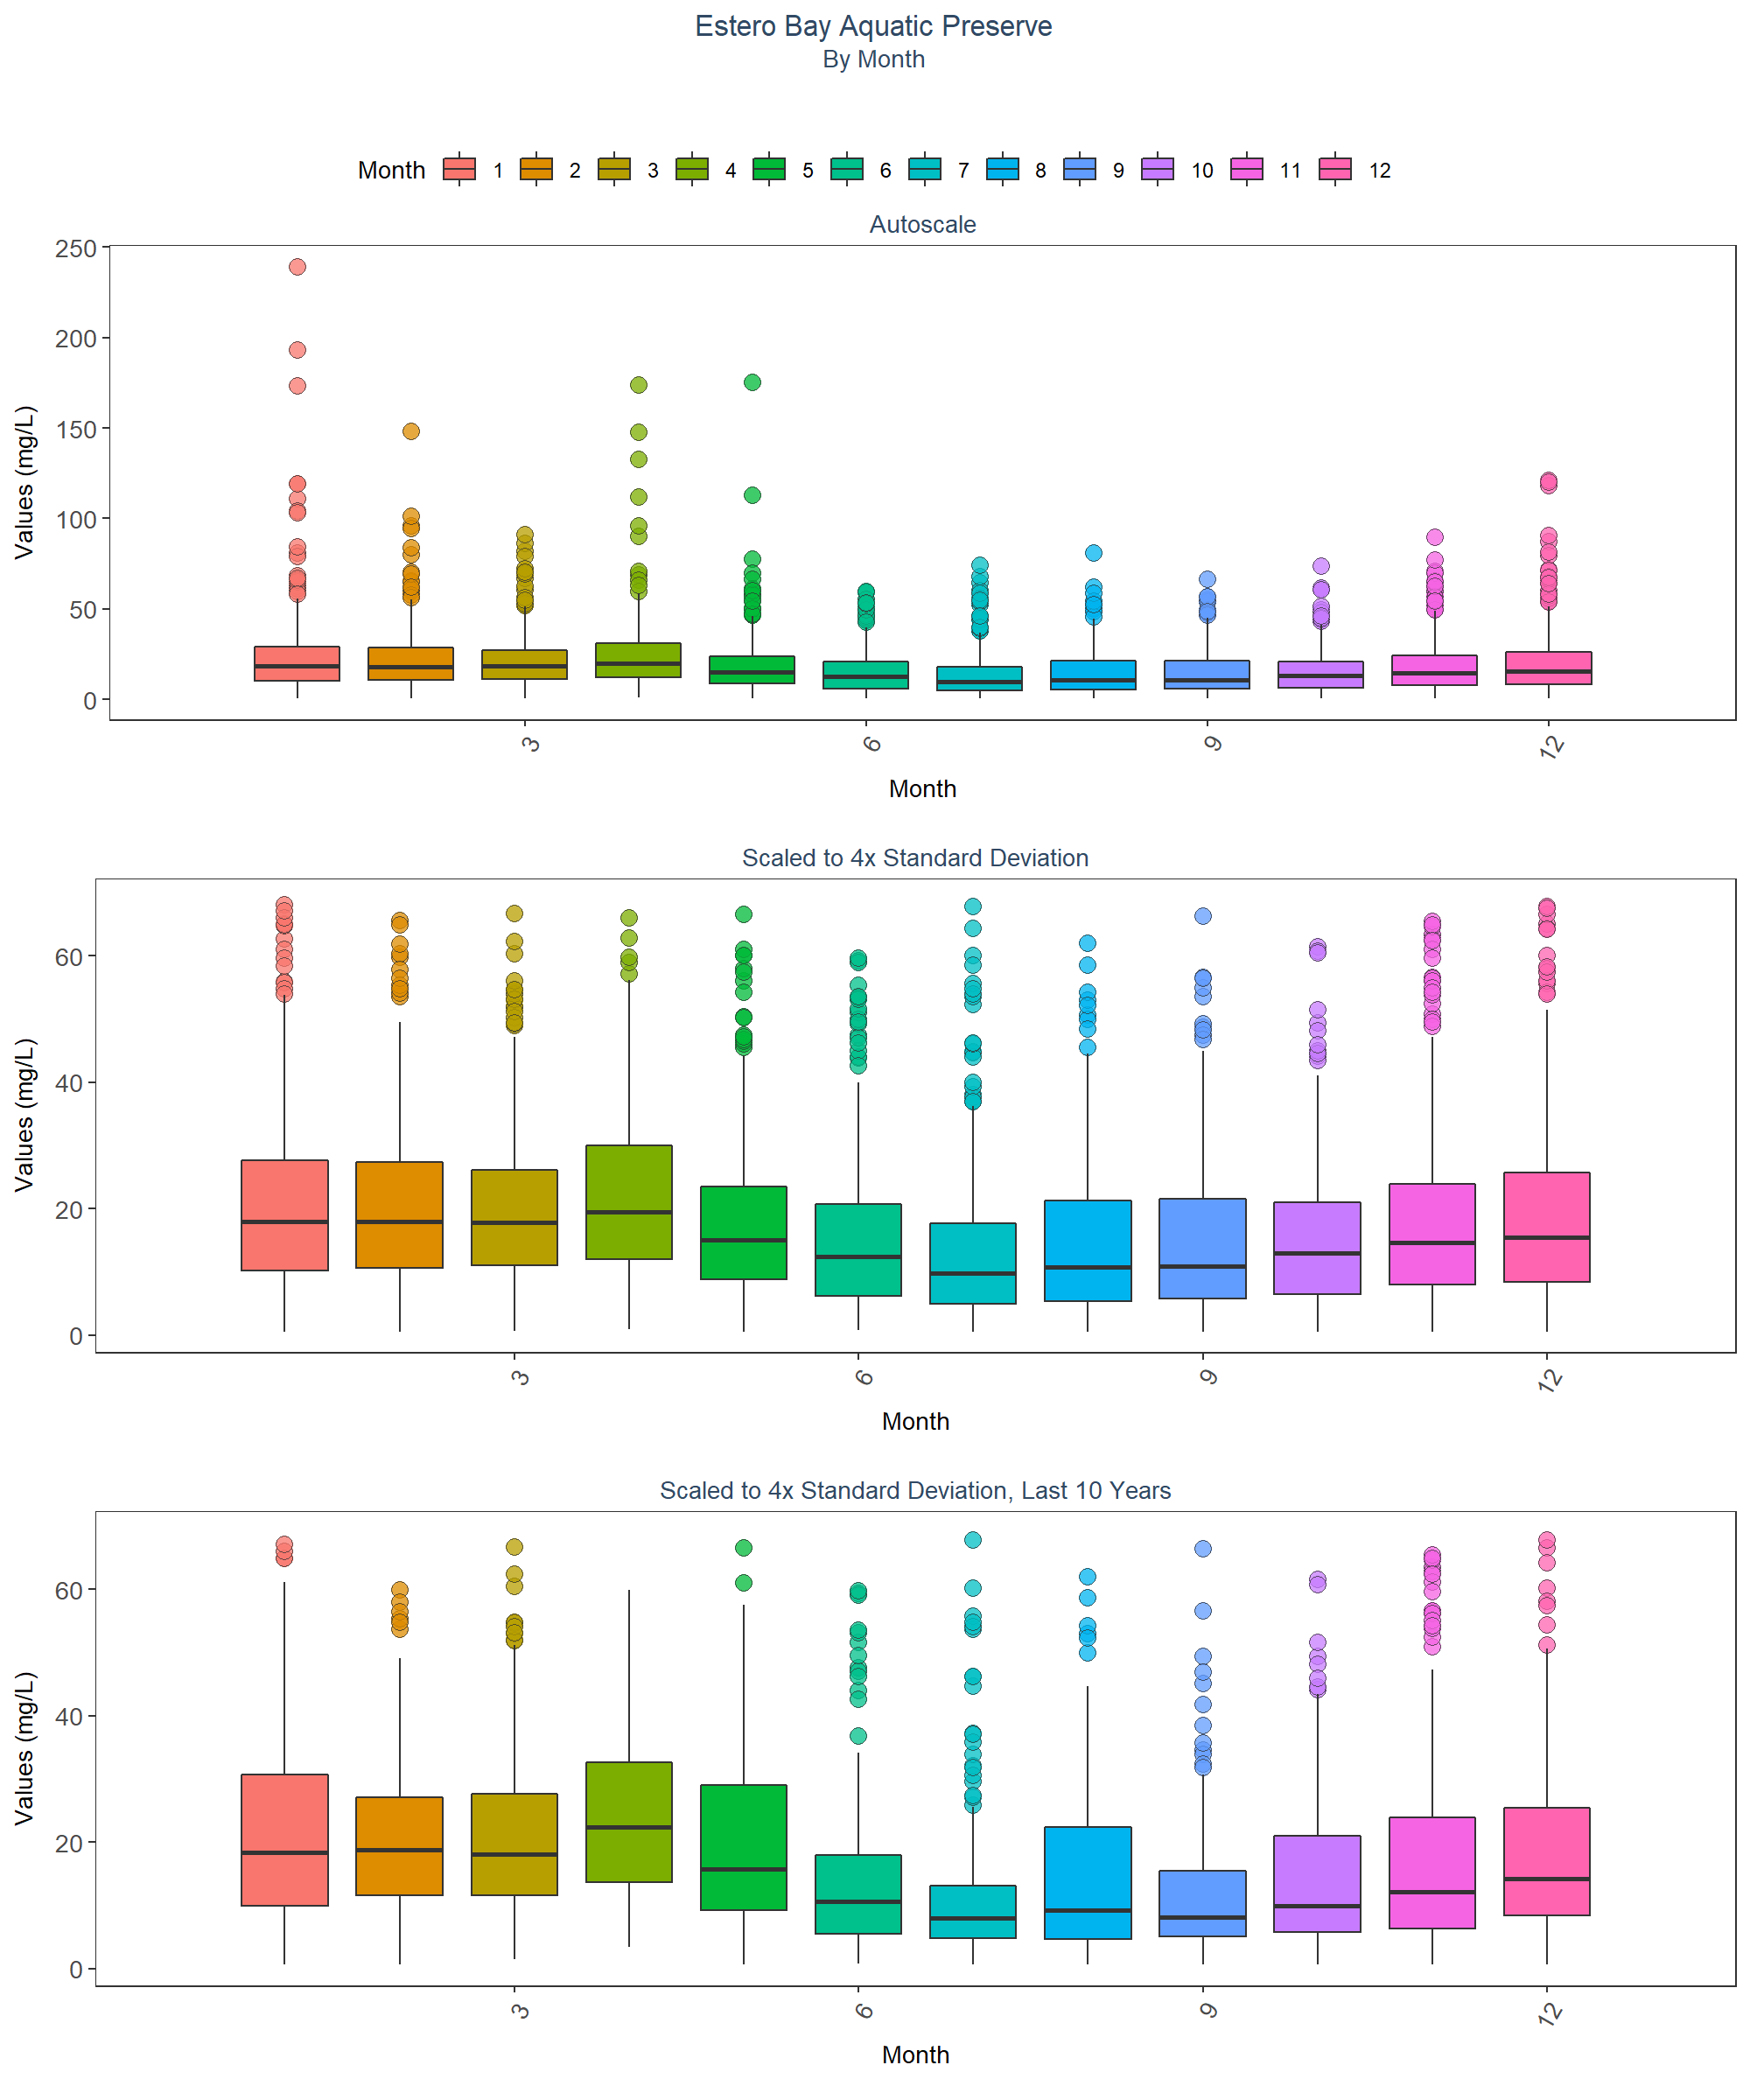 Estero Bay Aquatic Preserve
By Month
Month 1 2 3 4 5 6 7 8 9 10 11 12
Autoscale
Values (mg/L)
250
200
150
100
50
0
3 6 9 12
Month
Scaled to 4x Standard Deviation
Values (mg/L)
60
40
20
0
3 6 9 12
Month
Scaled to 4x Standard Deviation, Last 10 Years
Values (mg/L)
60
40
20
0
3 6 9 12
Month